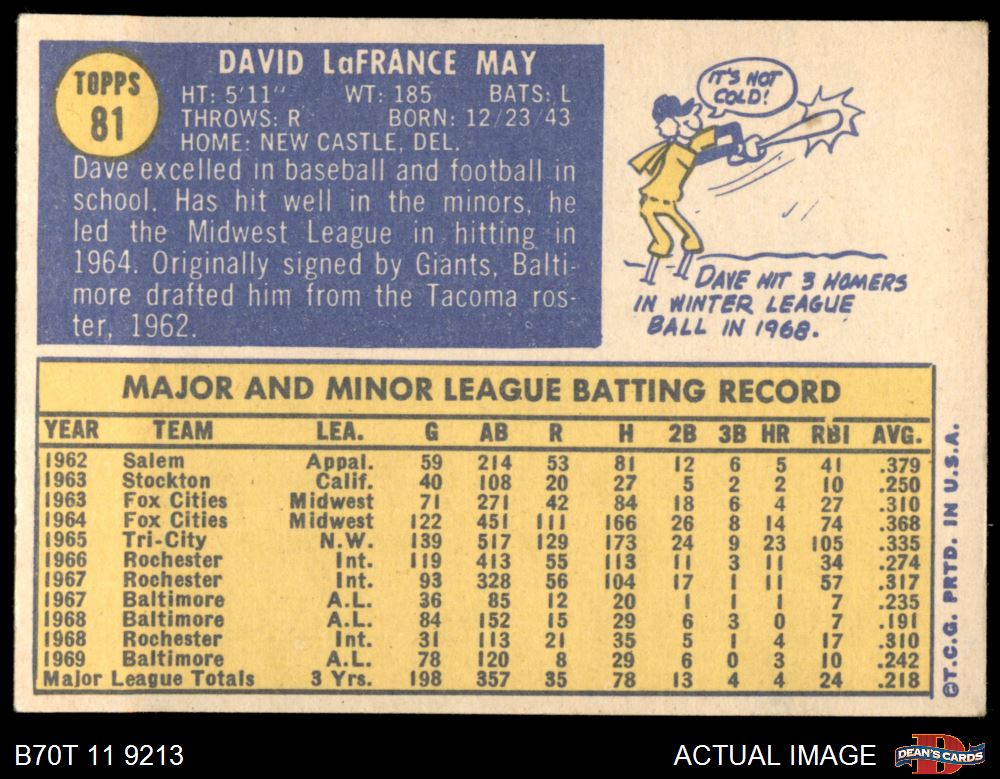 TOPPS
81
DAVID LaFRANCE MAY
HT: 5'11" WT: 185 BATS: L
THROWS: R BORN: 12/23/43
HOME: NEW CASTLE, DEL.
Dave excelled in baseball and football in
school. Has hit well in the minors, he
led the Midwest League in hitting in
1964. Originally signed by Giants, Balti-
more drafted him from the Tacoma ros-
ter, 1962.
IT'S HOT
COLD!
DAVE HIT 3 HOMERS
IN WINTER LEAGUE
BALL IN 1968.
MAJOR AND MINOR LEAGUE BATTING RECORD
YEAR TEAM LEA. G AB R H 2B 3B HR RBI AVG.
1962 Salem Appal. 59 214 53 81 12 6 5 41 .379
1963 Stockton Calif. 40 108 20 27 5 2 2 10 .250
1963 Fox Cities Midwest 71 271 42 84 18 6 4 27 .310
1964 Fox Cities Midwest 122 451 111 166 26 8 14 74 .368
1965 Tri-City N.W. 139 517 129 173 24 9 23 105 .335
1966 Rochester Int. 119 413 55 113 11 3 11 34 .274
1967 Rochester Int. 93 328 56 104 17 1 11 57 .317
1967 Baltimore A.L. 36 85 12 20 1 1 1 7 .235
1968 Baltimore A.L. 84 152 15 29 6 3 0 7 .191
1968 Rochester Int. 31 113 21 35 5 1 4 17 .310
1969 Baltimore A.L. 78 120 8 29 6 0 3 10 .242
Major League Totals 3 Yrs. 198 357 35 78 13 4 4 24 .218
©T.C.G. PRTD. IN U.S.A.
B70T 11 9213
ACTUAL IMAGE
DEAN'S CARDS